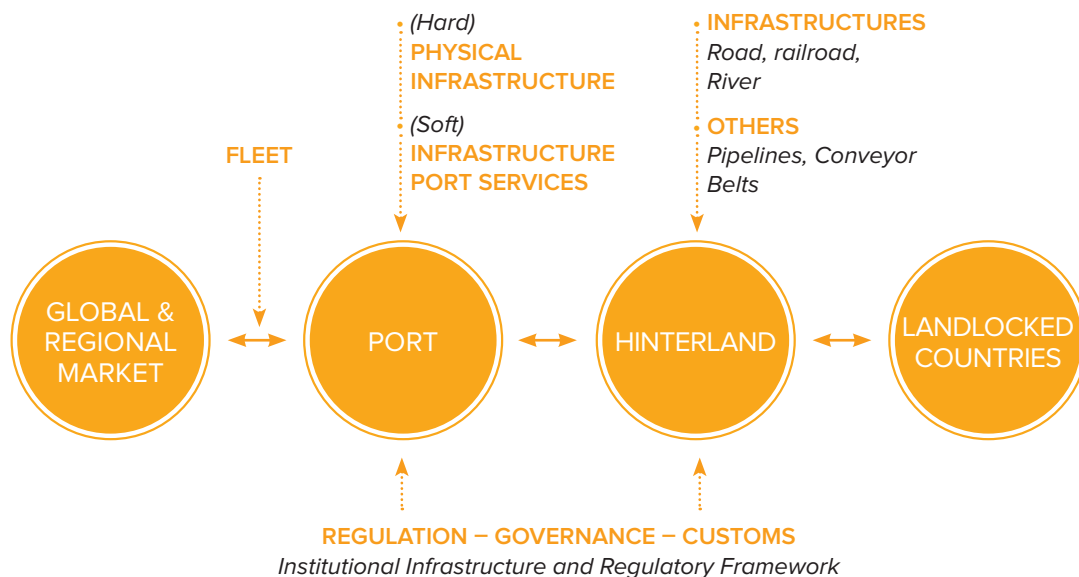 (Hard)
PHYSICAL
INFRASTRUCTURE
(Soft)
INFRASTRUCTURE
PORT SERVICES
INFRASTRUCTURES
Road, railroad,
River
OTHERS
Pipelines, Conveyor
Belts
FLEET
GLOBAL &
REGIONAL
MARKET
PORT
HINTERLAND
LANDLOCKED
COUNTRIES
REGULATION – GOVERNANCE – CUSTOMS
Institutional Infrastructure and Regulatory Framework